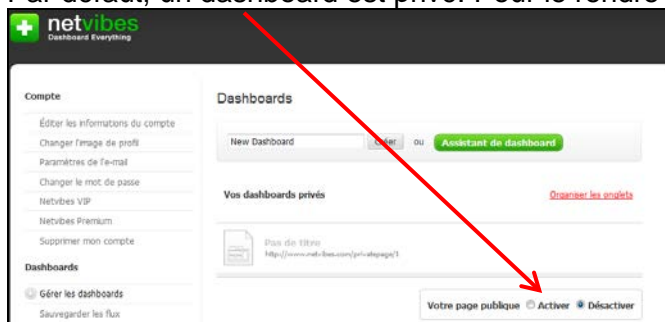 Par défaut, un dashboard est privé. Pour le rendre
netvibes
Dashboard Everything
Compte
Éditer les informations du compte
Changer l'image de profil
Paramètres de l'e-mail
Changer le mot de passe
Netvibes VIP
Netvibes Premium
Supprimer mon compte
Dashboards
Gérer les dashboards
Sauvegarder les flux
Dashboards
New Dashboard Créer ou Assistant de dashboard
Vos dashboards privés Organiser les onglets
Pas de titre
http://www.netvibes.com/privatepage/1
Votre page publique Activer Désactiver